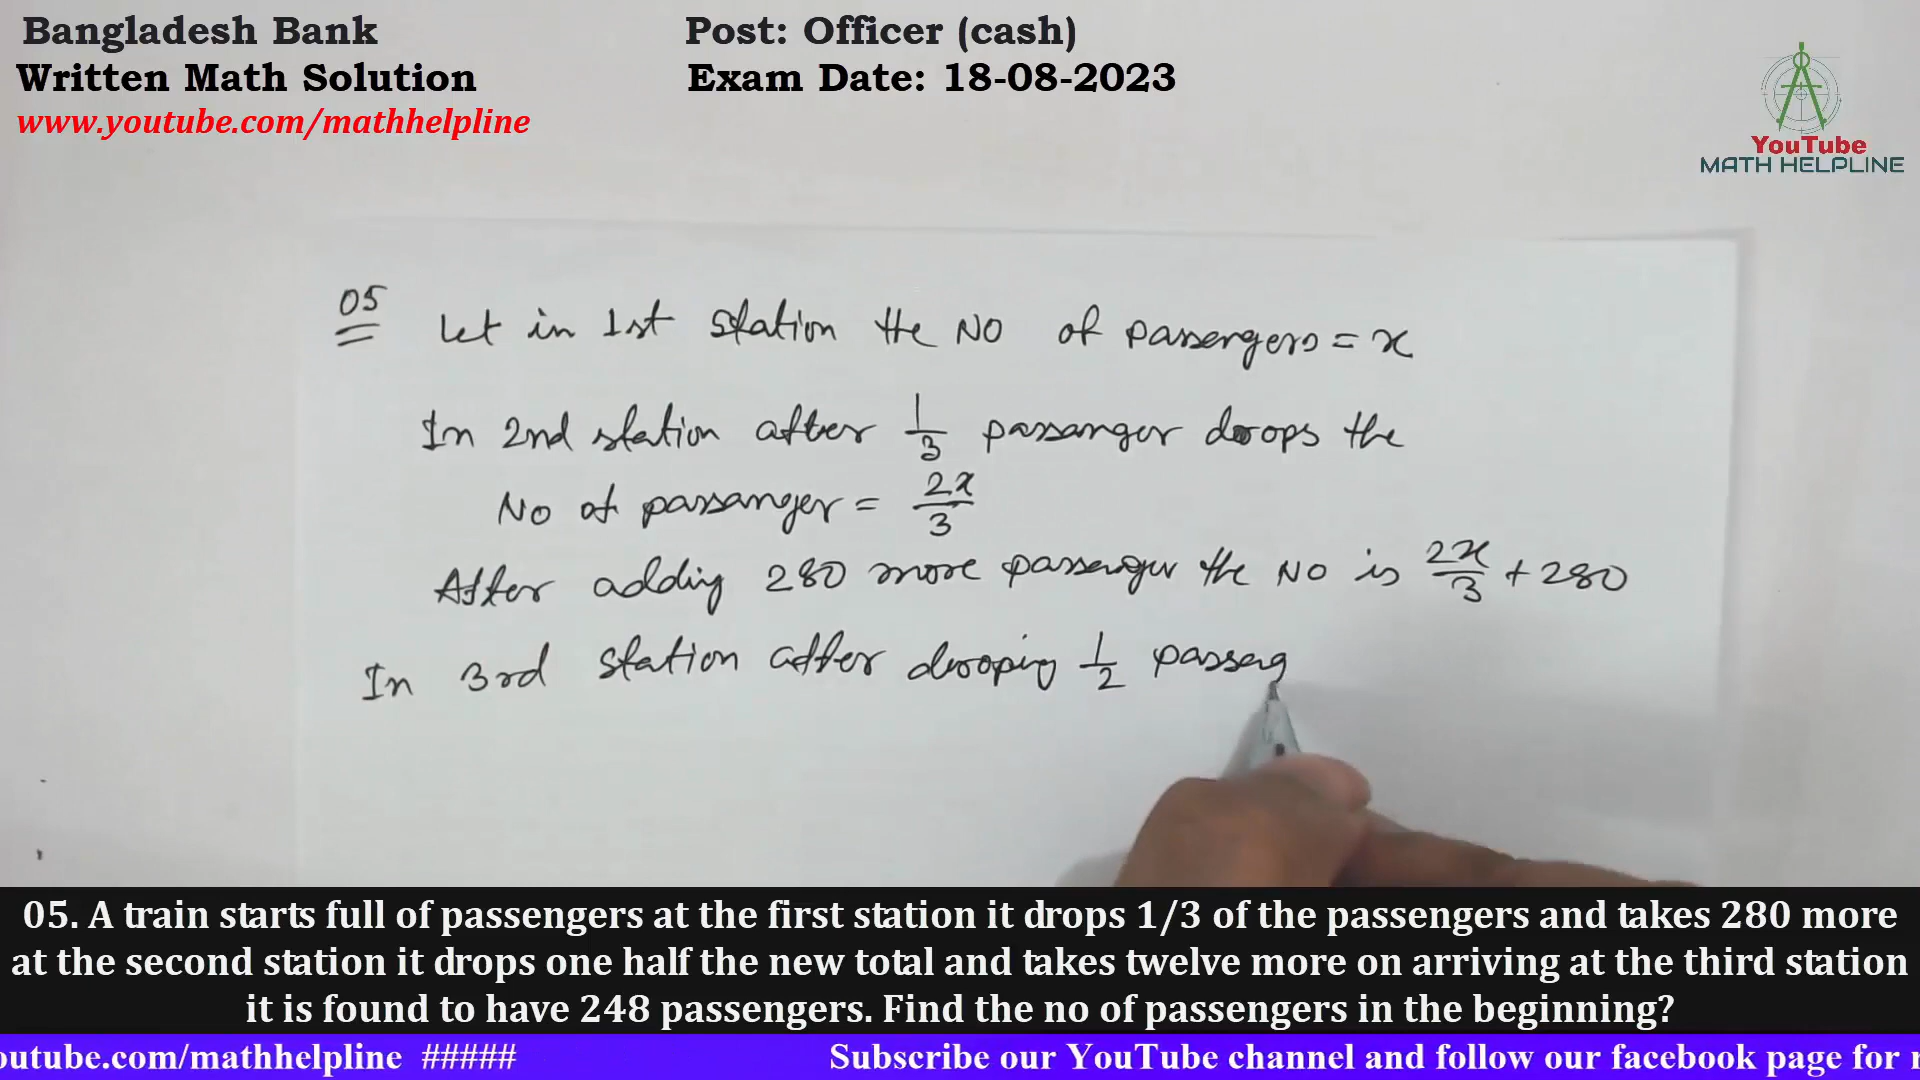 Bangladesh Bank
Post: Officer (cash)
Written Math Solution
Exam Date: 18-08-2023
www.youtube.com/mathhelpline
YouTube
MATH HELPLINE
05 Let in 1st station the NO of passengers = x
In 2nd station after 1/3 passanger drops the
No of passanger = 2x/3
After adding 280 more passenger the NO is 2x/3 + 280
In 3rd station after drooping 1/2 passeng
05. A train starts full of passengers at the first station it drops 1/3 of the passengers and takes 280 more
at the second station it drops one half the new total and takes twelve more on arriving at the third station
it is found to have 248 passengers. Find the no of passengers in the beginning?
outube.com/mathhelpline ##### Subscribe our YouTube channel and follow our facebook page for r